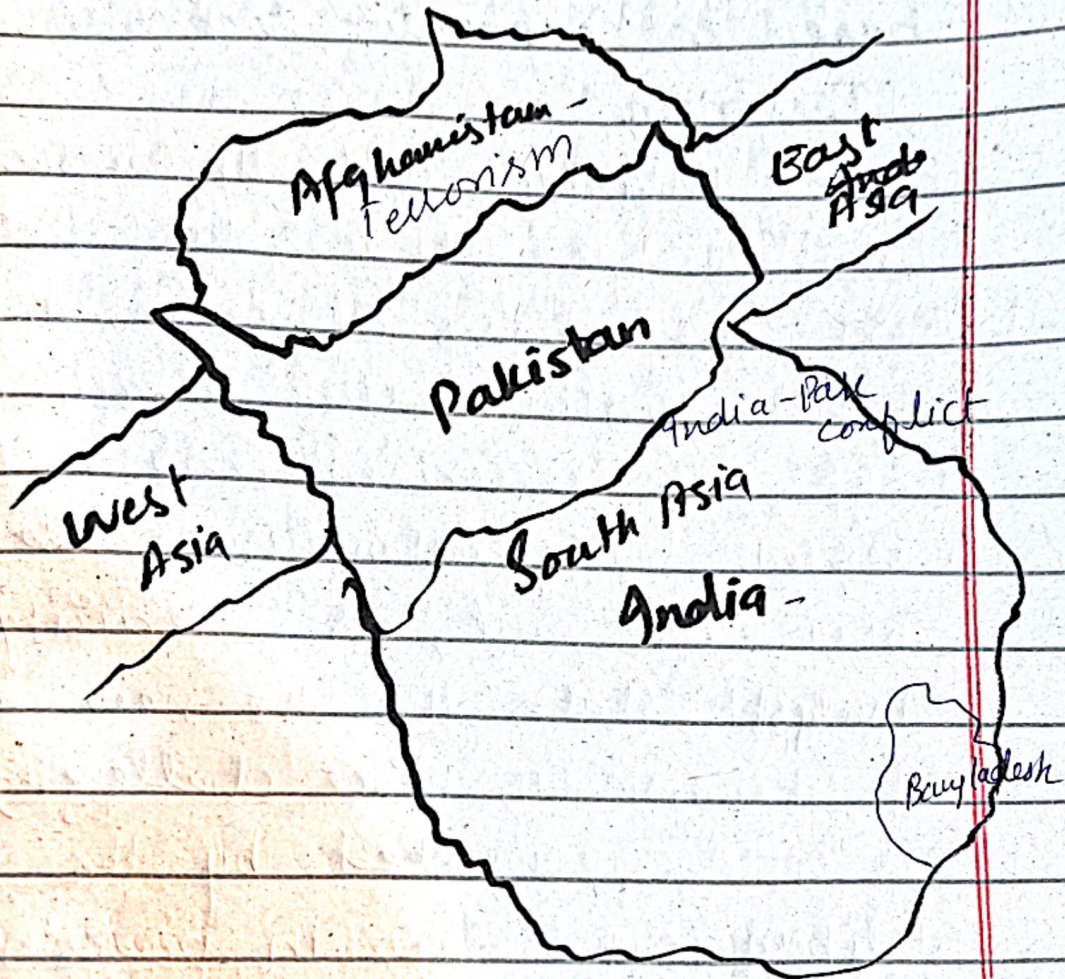 Afghanistan -
Terrorism
East
Asia
Pakistan
India-Pak
conflict
West
Asia
South Asia
India -
Bangladesh